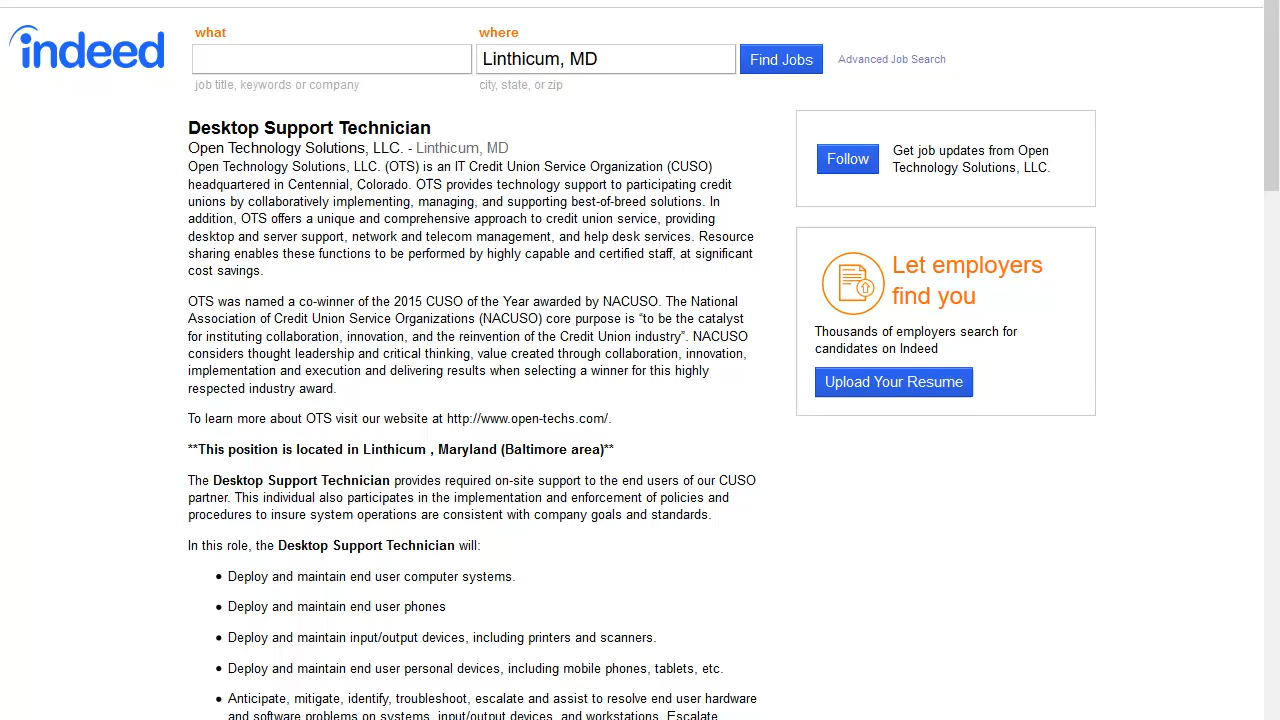 indeed
what
where
Linthicum, MD
Find Jobs
Advanced Job Search
job title, keywords or company
city, state, or zip
Desktop Support Technician
Open Technology Solutions, LLC. - Linthicum, MD
Open Technology Solutions, LLC. (OTS) is an IT Credit Union Service Organization (CUSO)
headquartered in Centennial, Colorado. OTS provides technology support to participating credit
unions by collaboratively implementing, managing, and supporting best-of-breed solutions. In
addition, OTS offers a unique and comprehensive approach to credit union service, providing
desktop and server support, network and telecom management, and help desk services. Resource
sharing enables these functions to be performed by highly capable and certified staff, at significant
cost savings.
OTS was named a co-winner of the 2015 CUSO of the Year awarded by NACUSO. The National
Association of Credit Union Service Organizations (NACUSO) core purpose is “to be the catalyst
for instituting collaboration, innovation, and the reinvention of the Credit Union industry”. NACUSO
considers thought leadership and critical thinking, value created through collaboration, innovation,
implementation and execution and delivering results when selecting a winner for this highly
respected industry award.
To learn more about OTS visit our website at http://www.open-techs.com/.
**This position is located in Linthicum , Maryland (Baltimore area)**
The Desktop Support Technician provides required on-site support to the end users of our CUSO
partner. This individual also participates in the implementation and enforcement of policies and
procedures to insure system operations are consistent with company goals and standards.
In this role, the Desktop Support Technician will:
• Deploy and maintain end user computer systems.
• Deploy and maintain end user phones
• Deploy and maintain input/output devices, including printers and scanners.
• Deploy and maintain end user personal devices, including mobile phones, tablets, etc.
• Anticipate, mitigate, identify, troubleshoot, escalate and assist to resolve end user hardware
and software problems on systems, input/output devices, and workstations. Escalate
Follow
Get job updates from Open
Technology Solutions, LLC.
Let employers
find you
Thousands of employers search for
candidates on Indeed
Upload Your Resume